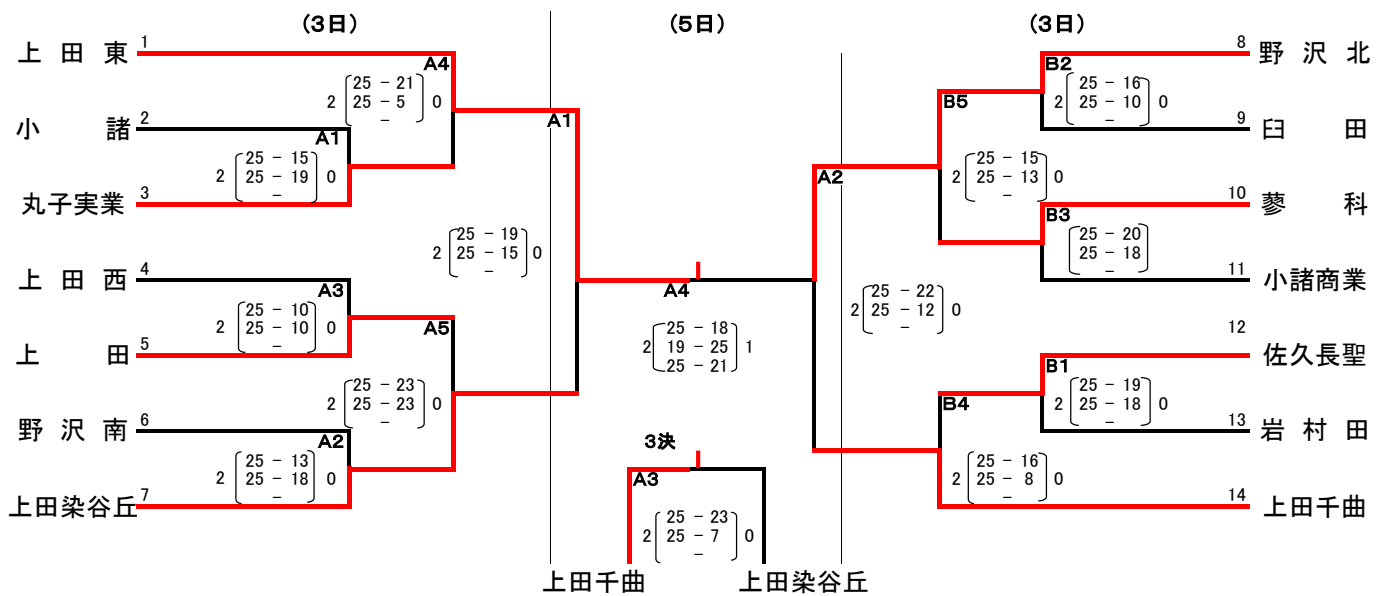 (3日)
(5日)
(3日)
上田東 1
A4
25 - 21
2 25 - 5 0
-
小諸 2
A1
25 - 15
2 25 - 19 0
-
丸子実業 3
A1
25 - 19
2 25 - 15 0
-
上田西 4
A3
25 - 10
2 25 - 10 0
-
上田 5
A5
25 - 23
2 25 - 23 0
-
野沢南 6
A2
25 - 13
2 25 - 18 0
-
上田染谷丘 7
A4
25 - 18
2 19 - 25 1
25 - 21
3決
A3
25 - 23
2 25 - 7 0
-
上田千曲
上田染谷丘
8 野沢北
B2
25 - 16
2 25 - 10 0
-
9 臼田
B5
25 - 15
2 25 - 13 0
-
10 蓼科
B3
25 - 20
25 - 18
-
11 小諸商業
A2
25 - 22
2 25 - 12 0
-
12 佐久長聖
B1
25 - 19
2 25 - 18 0
-
13 岩村田
B4
25 - 16
2 25 - 8 0
-
14 上田千曲